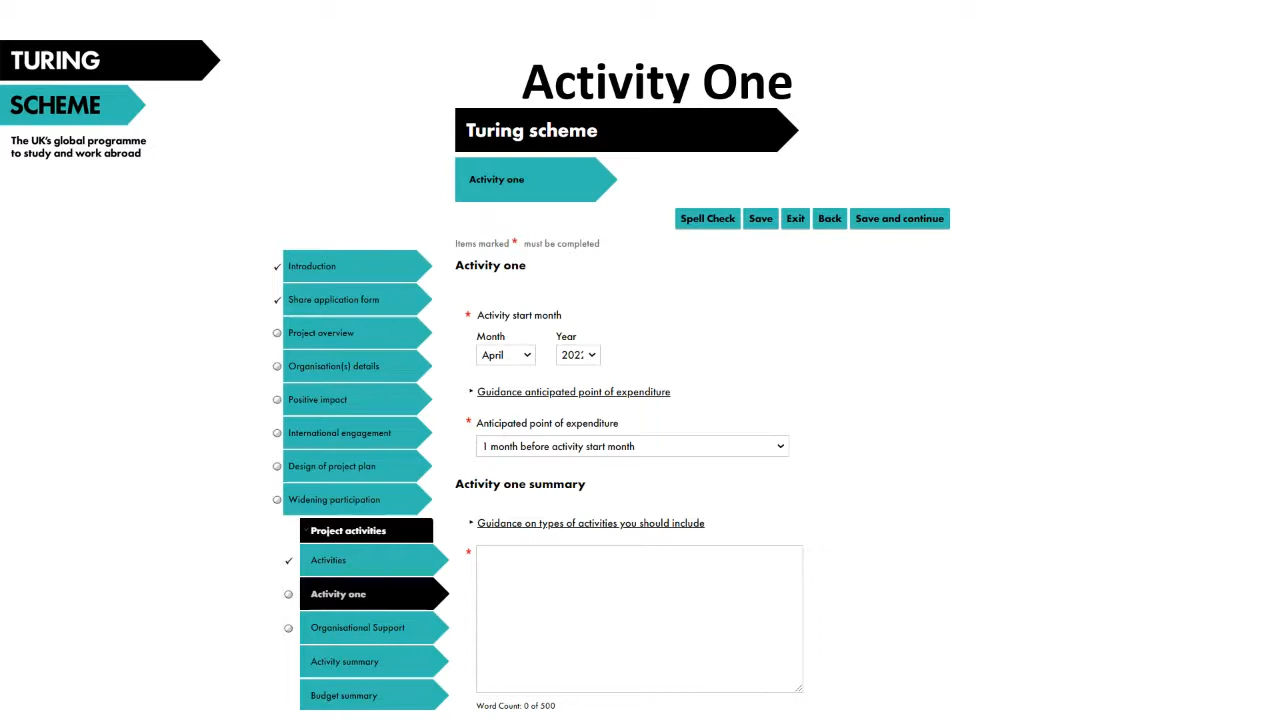 TURING
SCHEME
The UK's global programme
to study and work abroad
Activity One
Turing scheme
Activity one
Spell Check Save Exit Back Save and continue
Items marked * must be completed
Activity one
Introduction
Share application form
Project overview
Organisation(s) details
Positive impact
International engagement
Design of project plan
Widening participation
Project activities
Activities
Activity one
Organisational Support
Activity summary
Budget summary
* Activity start month
Month Year
April 202
Guidance anticipated point of expenditure
* Anticipated point of expenditure
1 month before activity start month
Activity one summary
Guidance on types of activities you should include
*
Word Count: 0 of 500